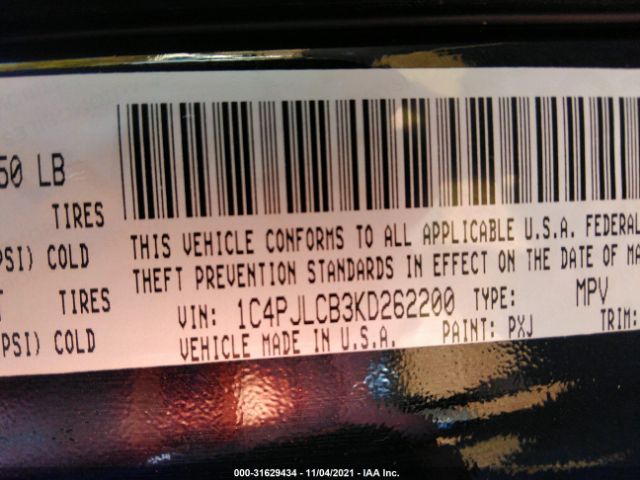 50 LB
TIRES
PSI) COLD
TIRES
PSI) COLD
THIS VEHICLE CONFORMS TO ALL APPLICABLE U.S.A. FEDERAL
THEFT PREVENTION STANDARDS IN EFFECT ON THE DATE OF MA
VIN: 1C4PJLCB3KD262200 TYPE: MPV
VEHICLE MADE IN U.S.A. PAINT: PXJ TRIM:
000-31629434 - 11/04/2021 - IAA Inc.